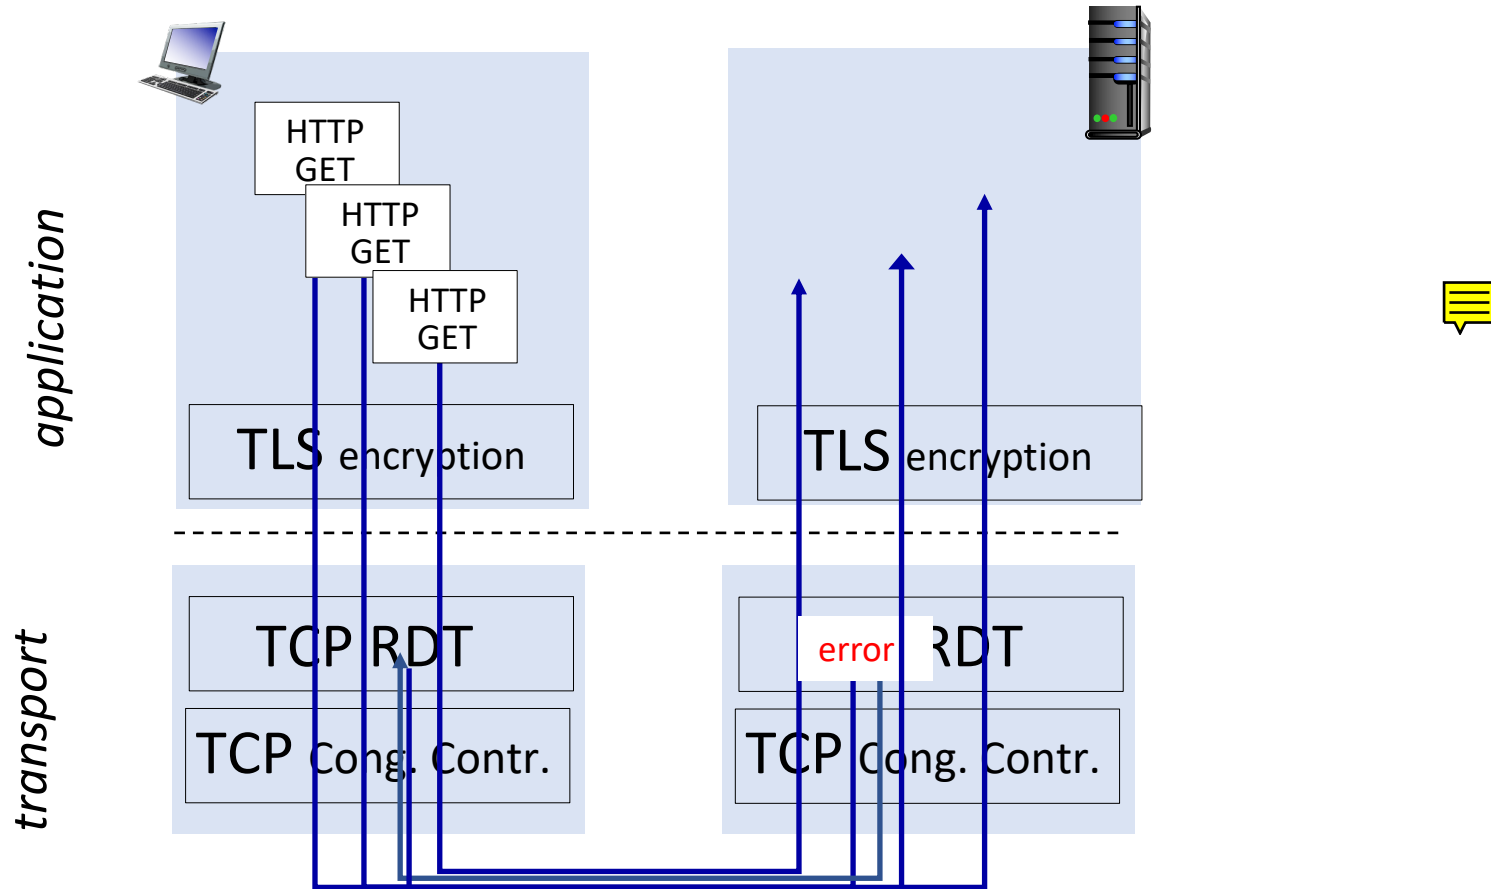 application
HTTP
GET
HTTP
GET
HTTP
GET
TLS encryption
TLS encryption
transport
TCP RDT
error RDT
TCP Cong. Contr.
TCP Cong. Contr.